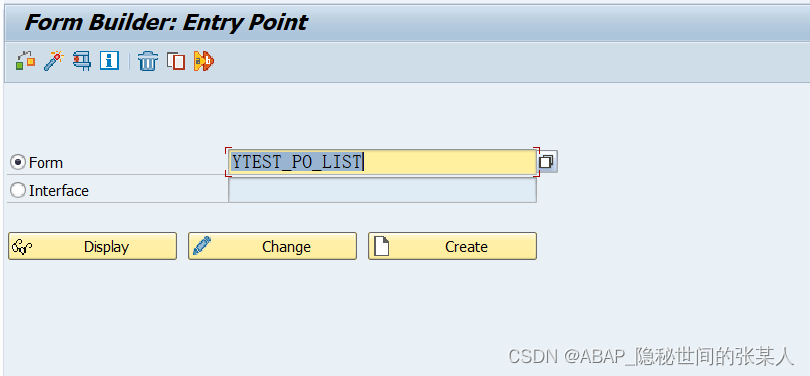 Form Builder: Entry Point
Form YTEST_PO_LIST
Interface
Display Change Create
CSDN @ABAP_隐秘世间的张某人